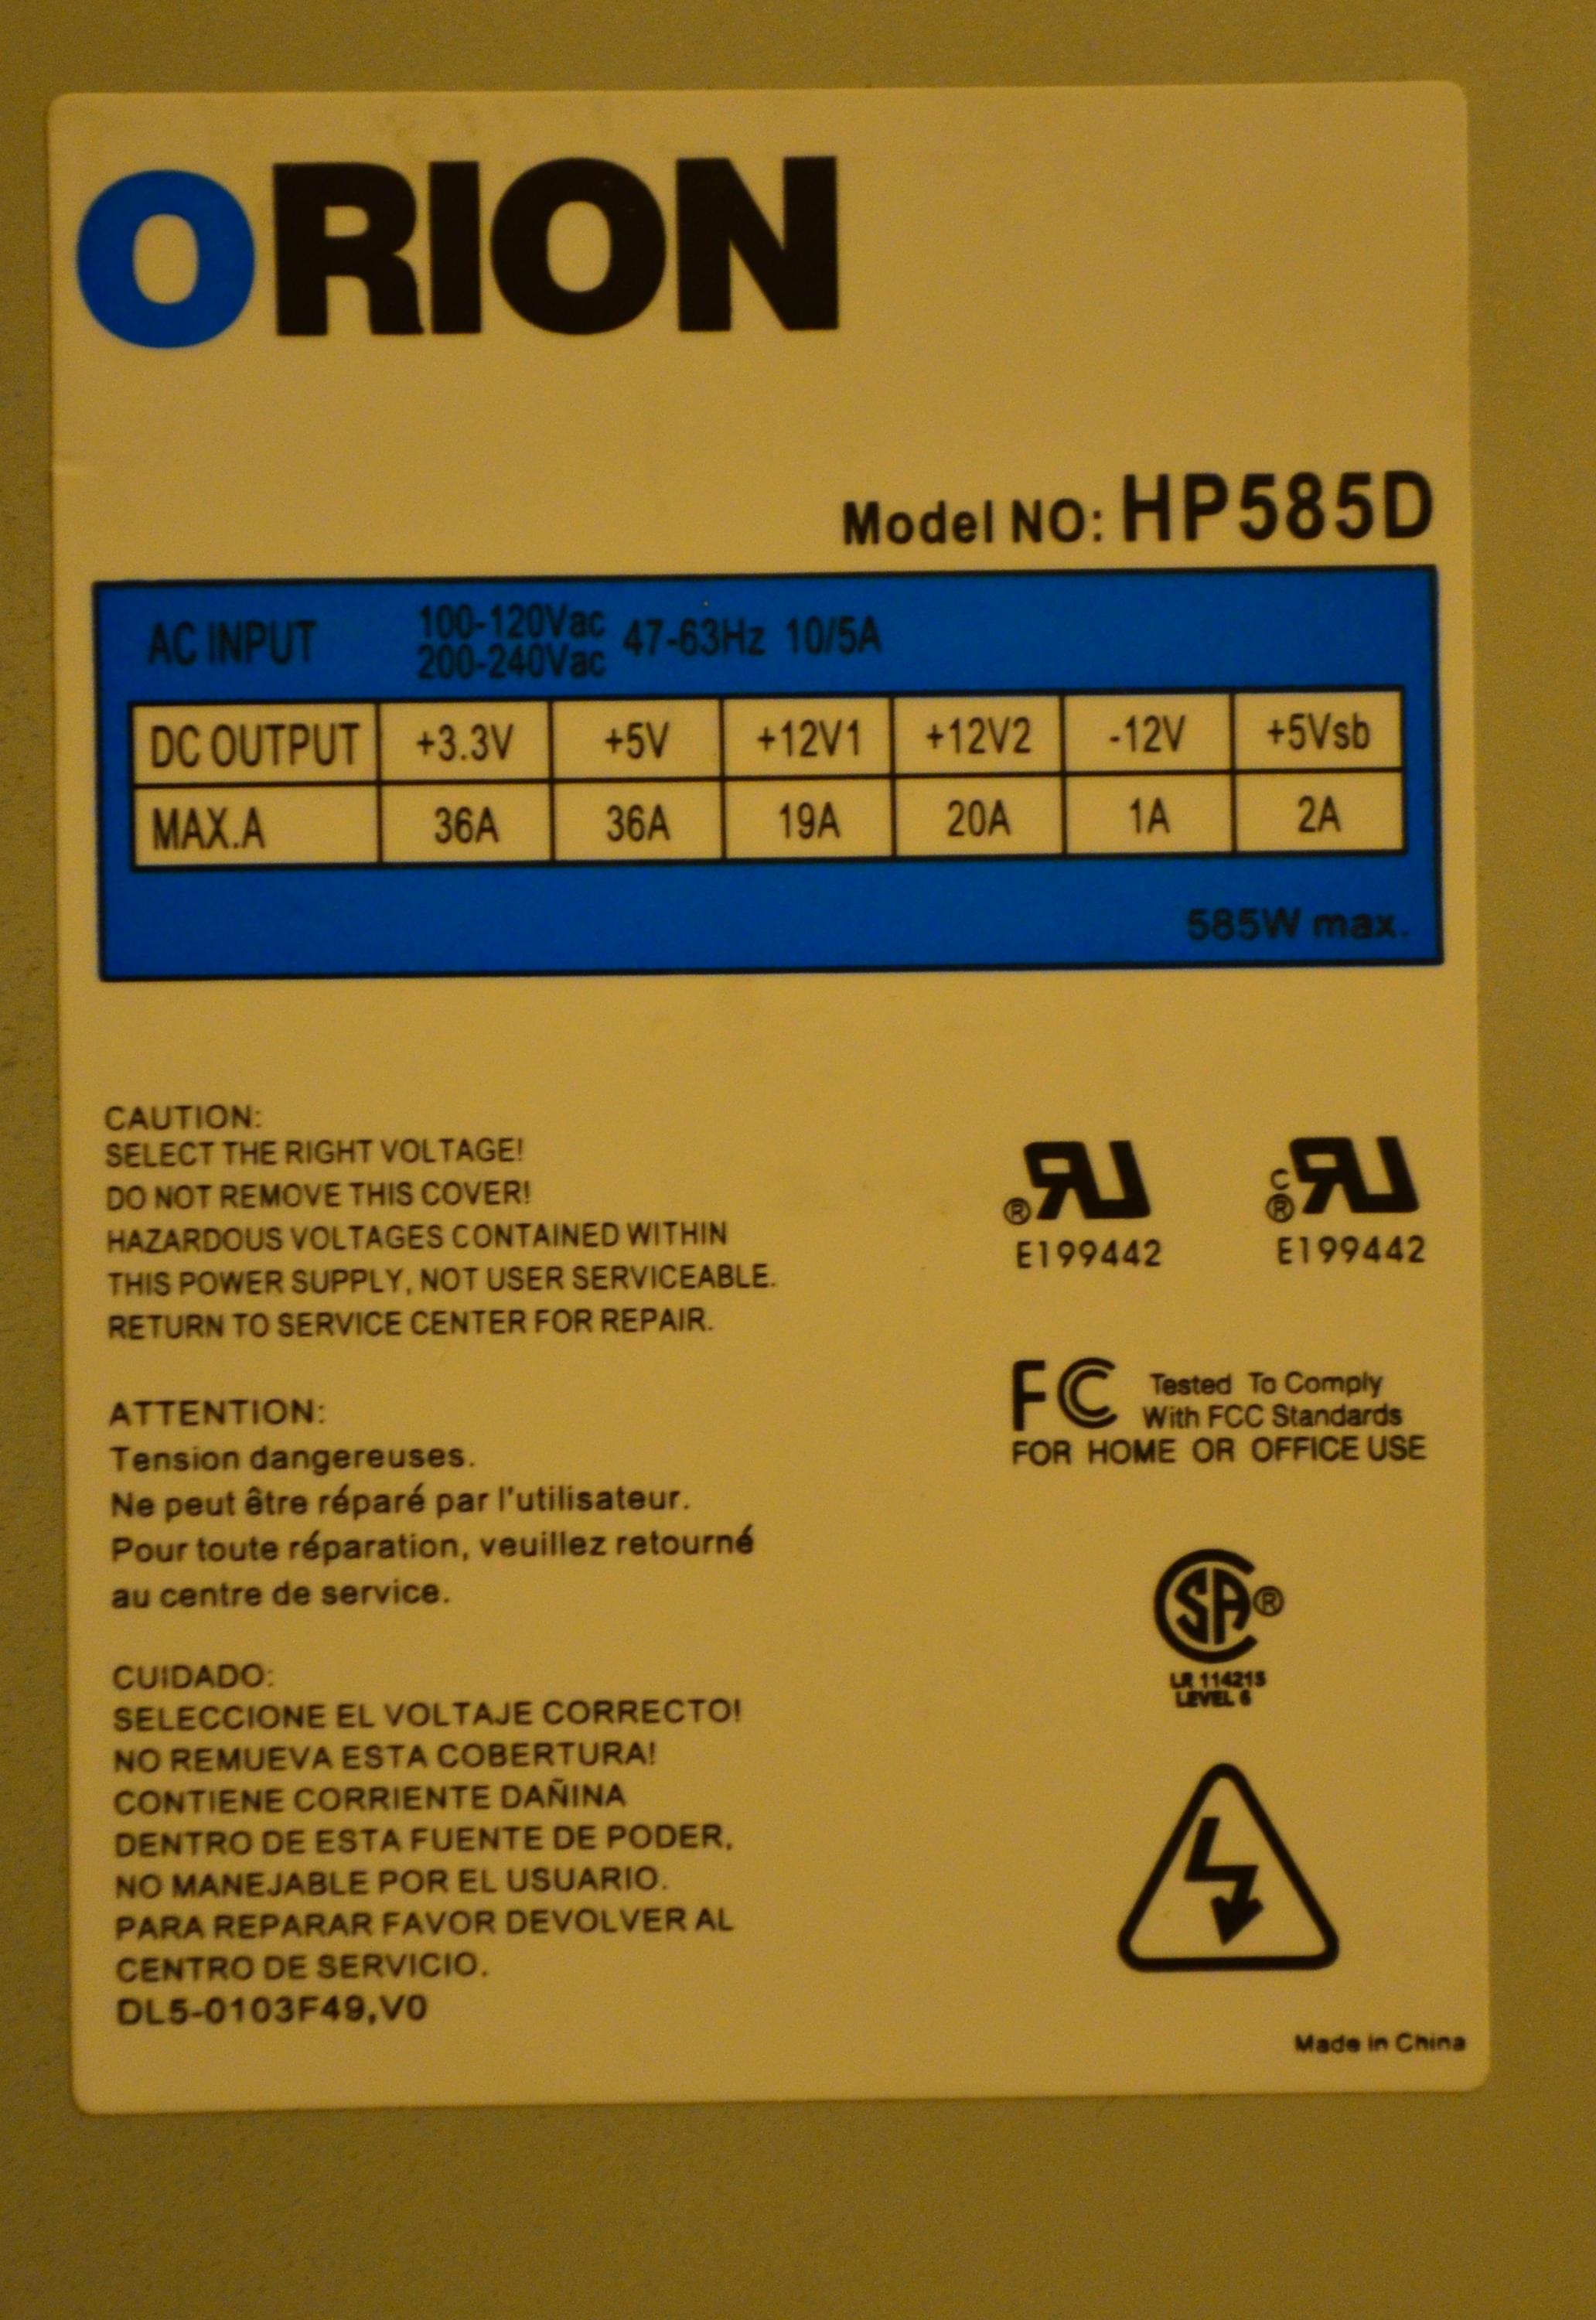 ORION
Model NO: HP585D
AC INPUT 100-120Vac 47-63Hz 10/5A
200-240Vac
DC OUTPUT +3.3V +5V +12V1 +12V2 -12V +5Vsb
MAX.A 36A 36A 19A 20A 1A 2A
585W max.
CAUTION:
SELECT THE RIGHT VOLTAGE!
DO NOT REMOVE THIS COVER!
HAZARDOUS VOLTAGES CONTAINED WITHIN
THIS POWER SUPPLY, NOT USER SERVICEABLE.
RETURN TO SERVICE CENTER FOR REPAIR.
ATTENTION:
Tension dangereuses.
Ne peut être réparé par l'utilisateur.
Pour toute réparation, veuillez retourné
au centre de service.
CUIDADO:
SELECCIONE EL VOLTAJE CORRECTO!
NO REMUEVA ESTA COBERTURA!
CONTIENE CORRIENTE DAÑINA
DENTRO DE ESTA FUENTE DE PODER,
NO MANEJABLE POR EL USUARIO.
PARA REPARAR FAVOR DEVOLVER AL
CENTRO DE SERVICIO.
DL5-0103F49,V0
® RU
c ® RU
E199442 E199442
FC Tested To Comply
With FCC Standards
FOR HOME OR OFFICE USE
CSA ®
LR 114215
LEVEL 6
Made in China